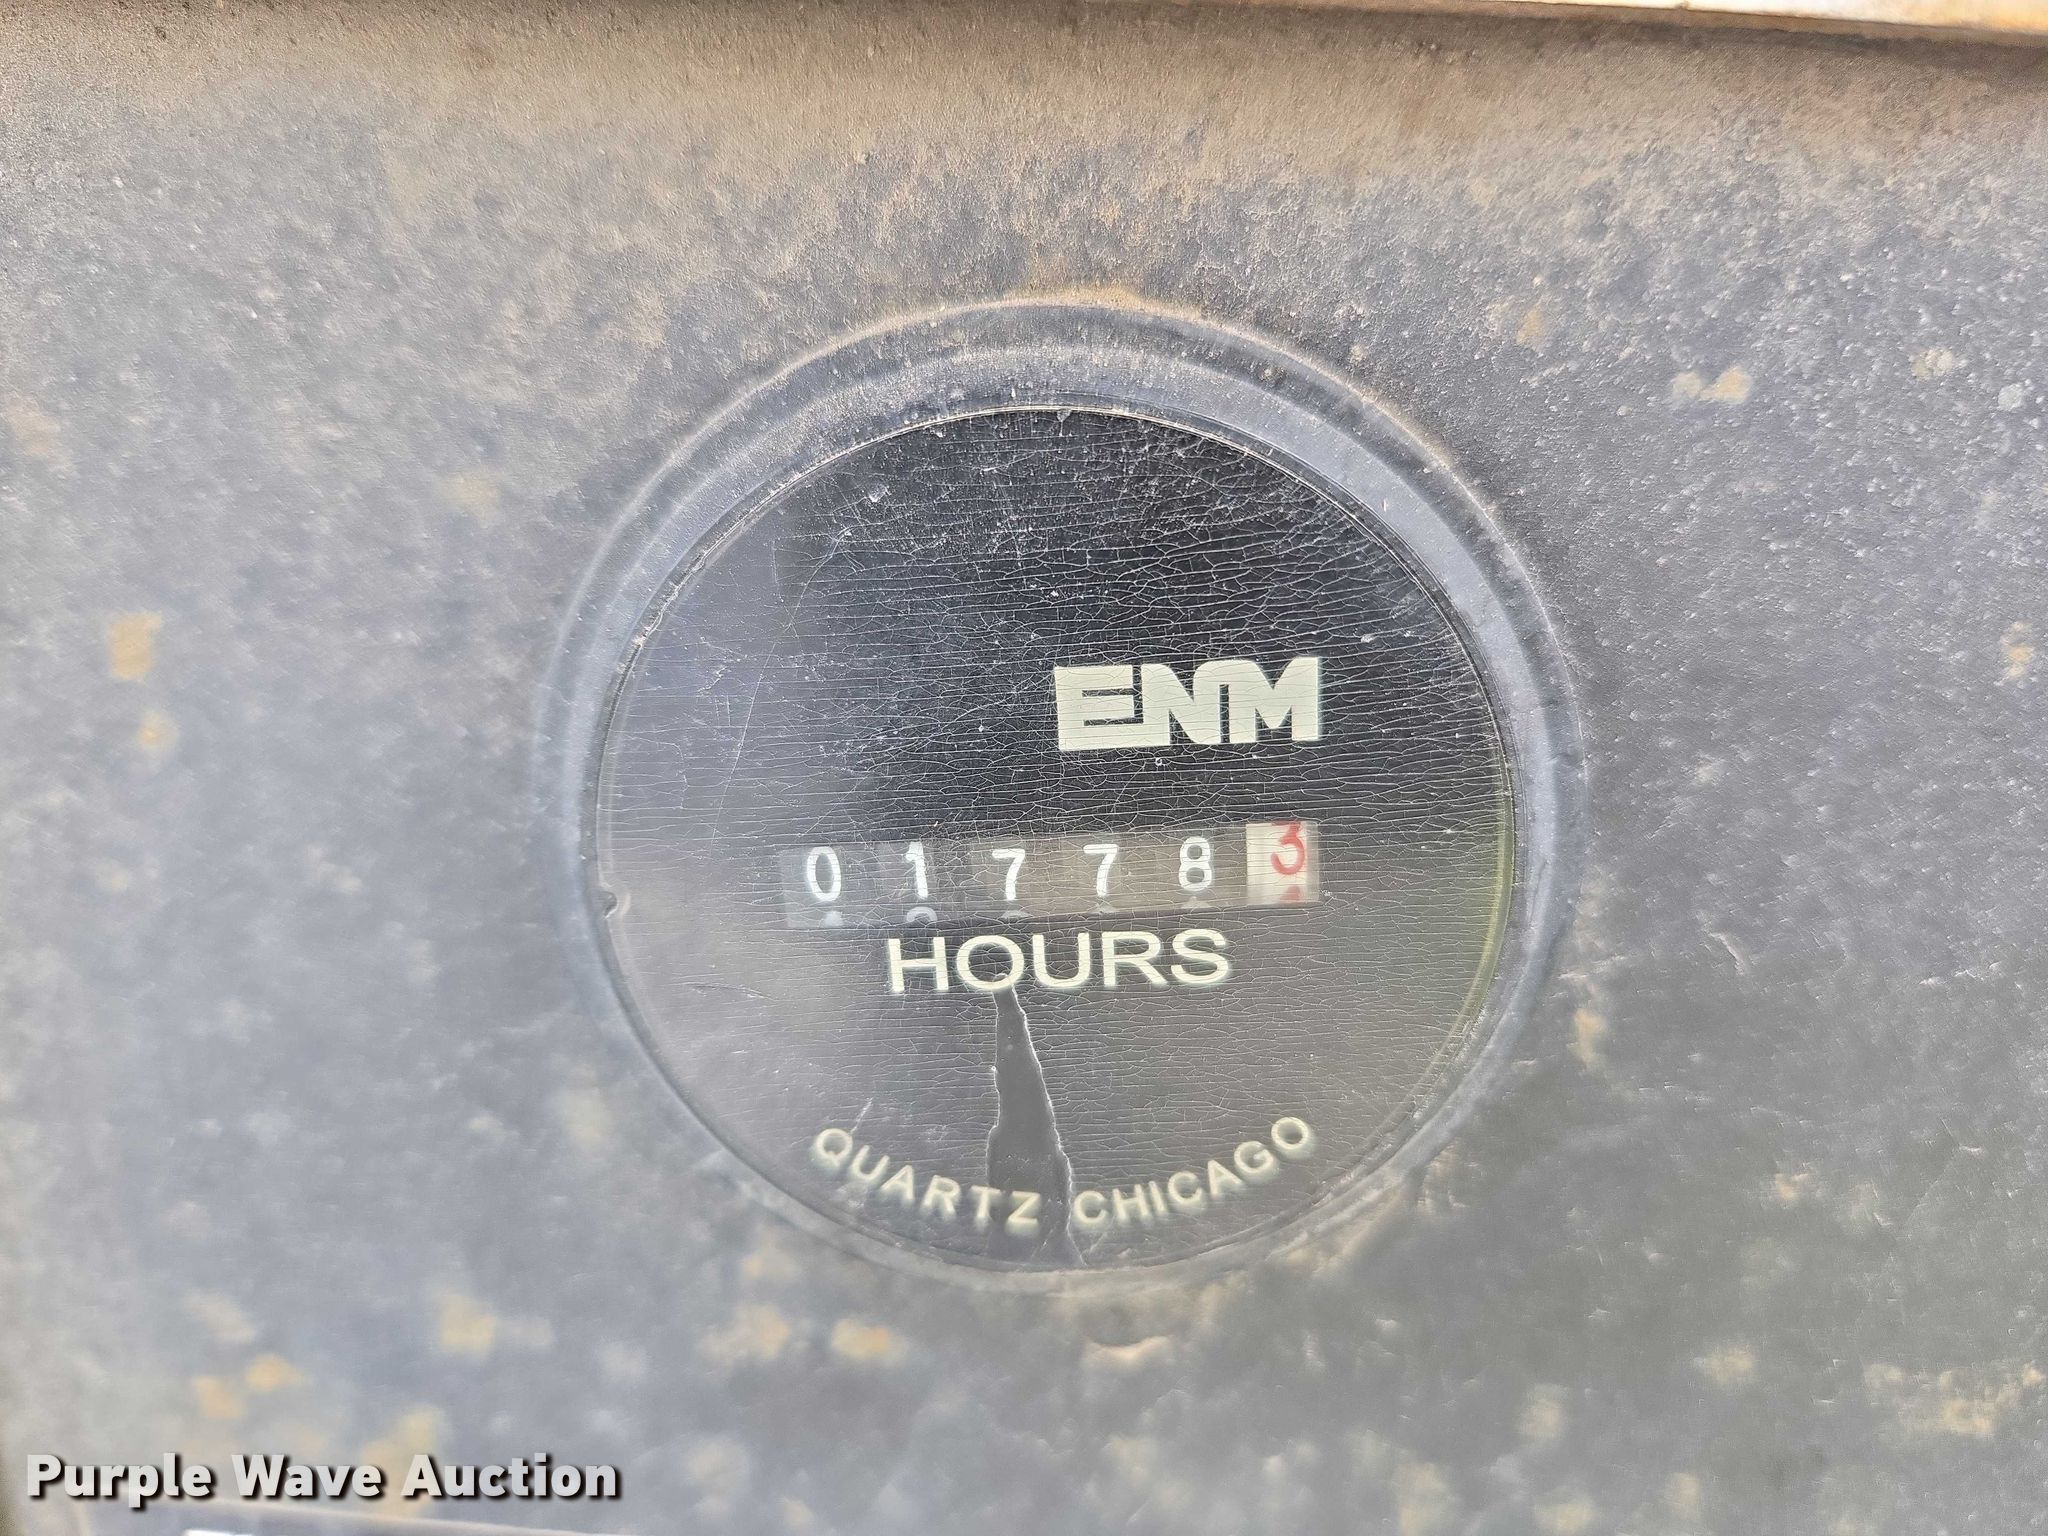 ENM
017783
HOURS
QUARTZ CHICAGO
Purple Wave Auction